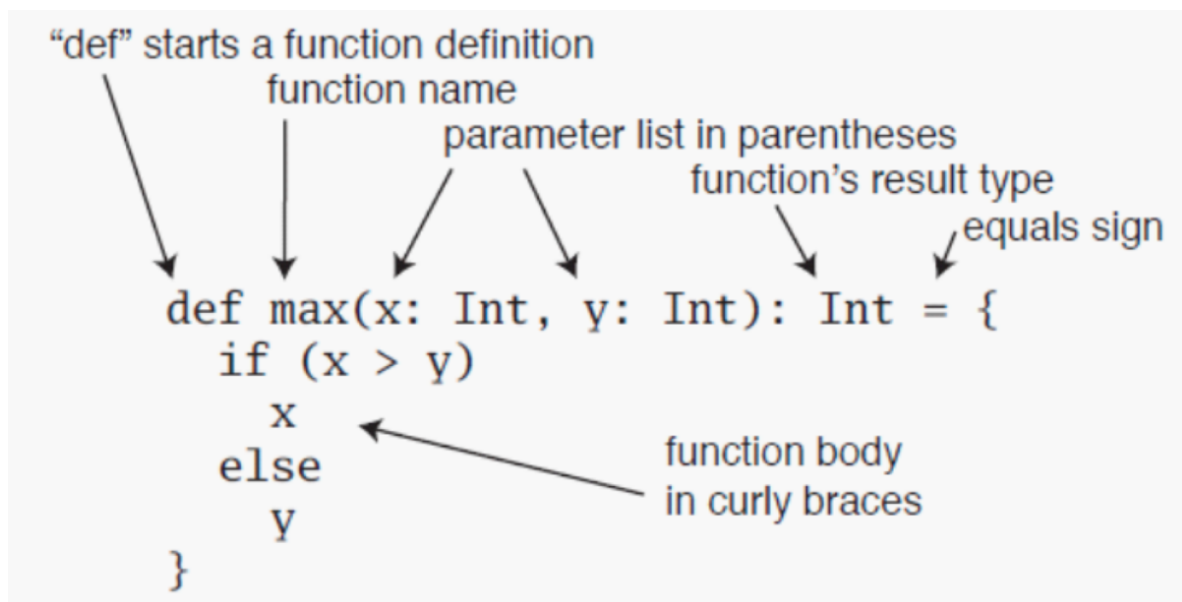 “def” starts a function definition
function name
parameter list in parentheses
function’s result type
equals sign
def max(x: Int, y: Int): Int = {
if (x > y)
x
else
y
}
function body
in curly braces